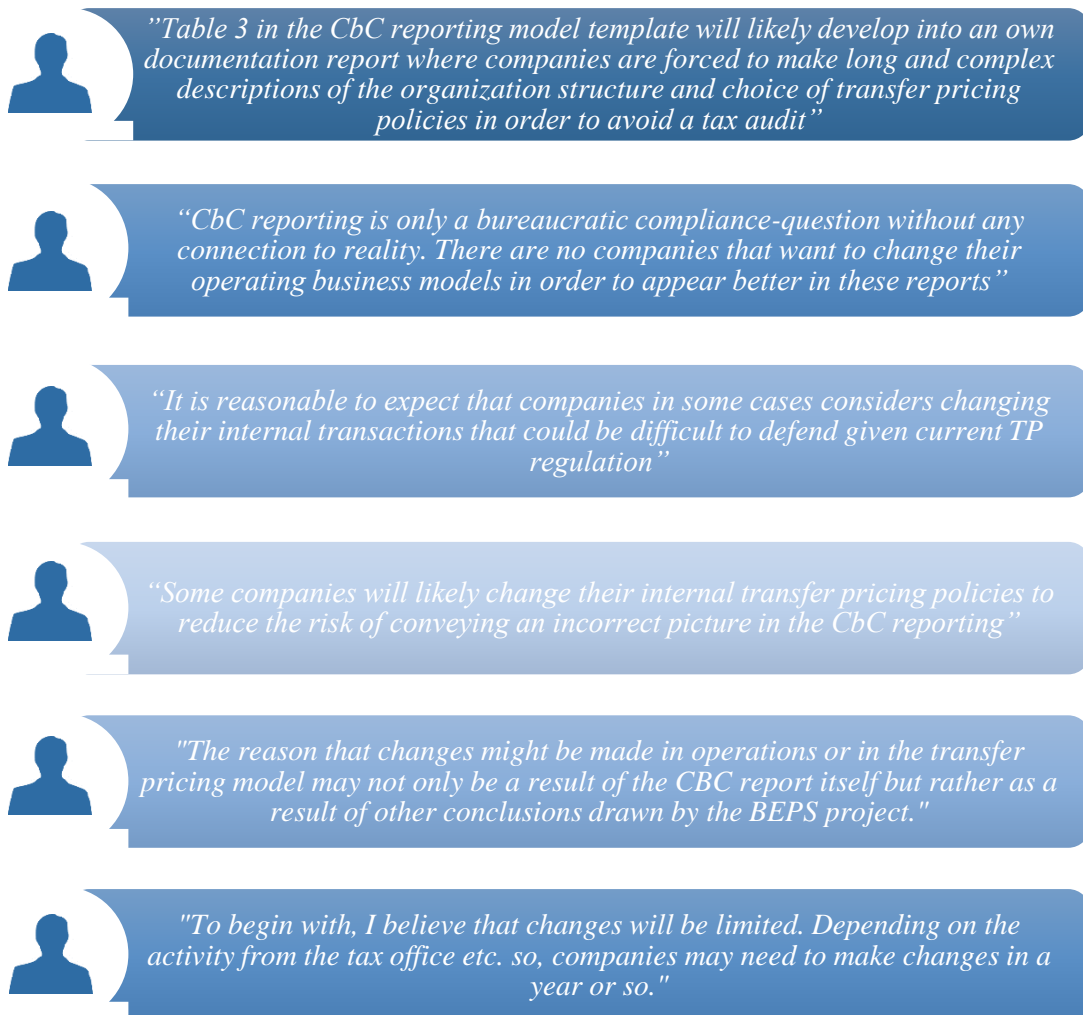 ”Table 3 in the CbC reporting model template will likely develop into an own
documentation report where companies are forced to make long and complex
descriptions of the organization structure and choice of transfer pricing
policies in order to avoid a tax audit”
“CbC reporting is only a bureaucratic compliance-question without any
connection to reality. There are no companies that want to change their
operating business models in order to appear better in these reports”
“It is reasonable to expect that companies in some cases considers changing
their internal transactions that could be difficult to defend given current TP
regulation”
“Some companies will likely change their internal transfer pricing policies to
reduce the risk of conveying an incorrect picture in the CbC reporting”
"The reason that changes might be made in operations or in the transfer
pricing model may not only be a result of the CBC report itself but rather as a
result of other conclusions drawn by the BEPS project."
"To begin with, I believe that changes will be limited. Depending on the
activity from the tax office etc. so, companies may need to make changes in a
year or so."